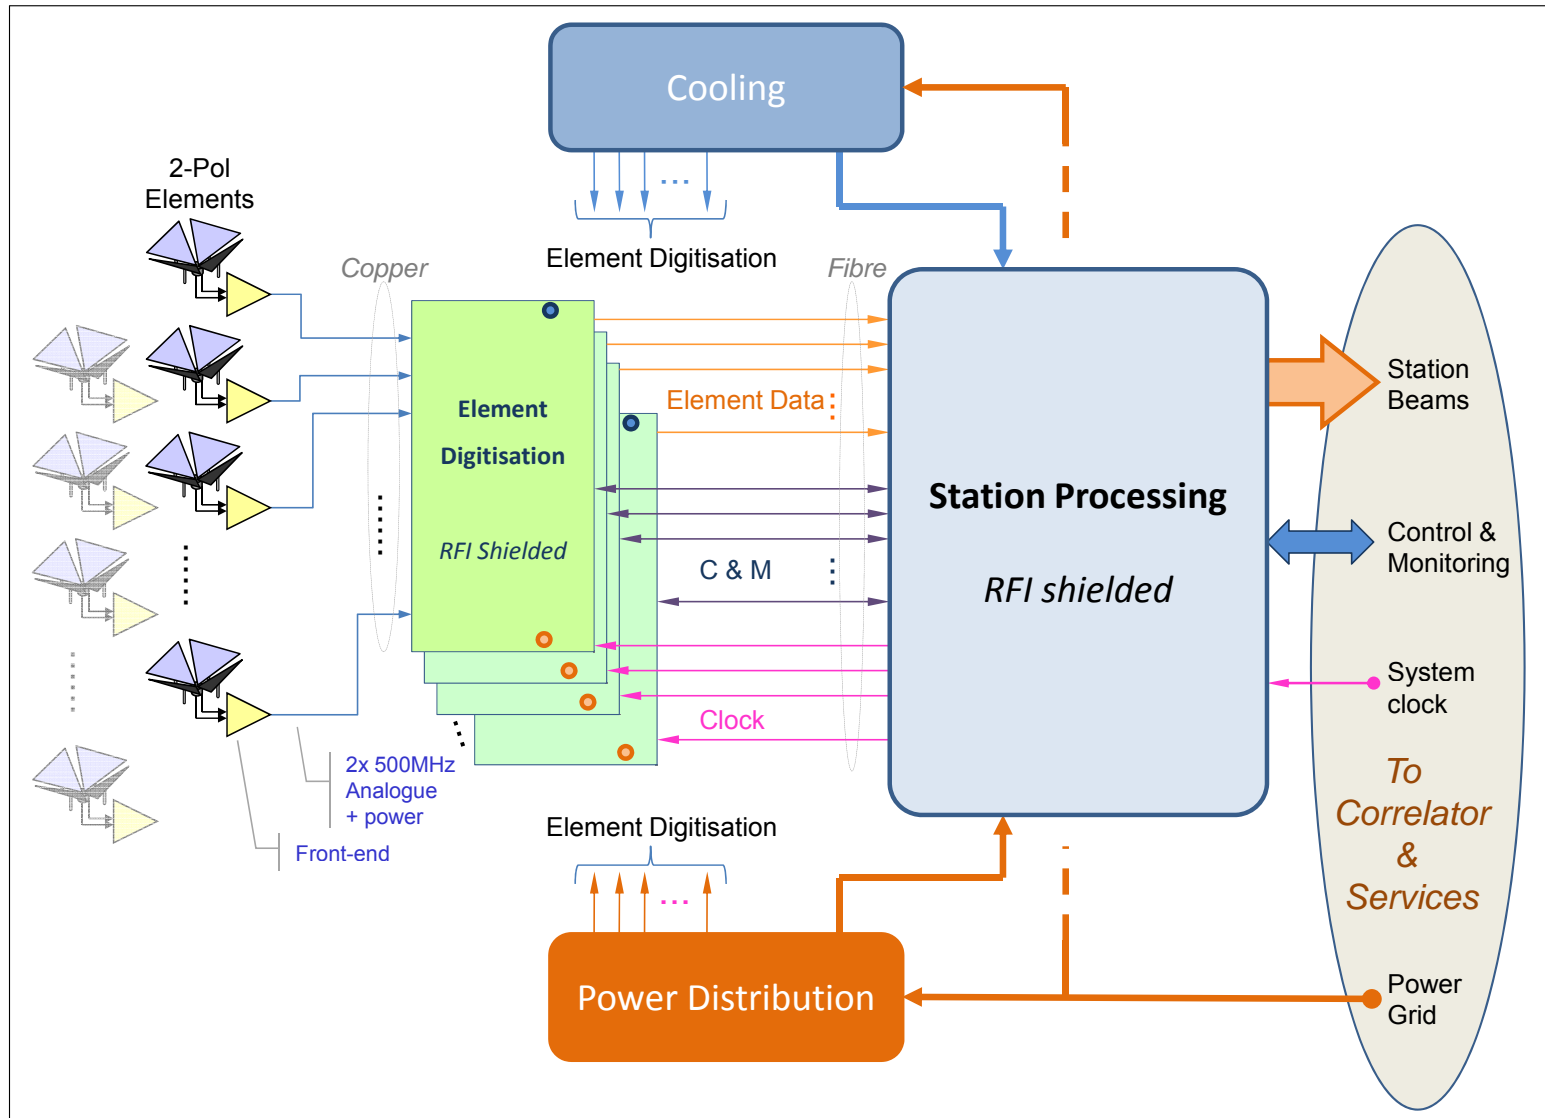 Cooling
2-Pol
Elements
...
Element Digitisation
Copper
Fibre
Element
Digitisation
RFI Shielded
Element Data
C & M
Clock
Station Processing
RFI shielded
Station
Beams
Control &
Monitoring
System
clock
To
Correlator
&
Services
Power
Grid
2x 500MHz
Analogue
+ power
Front-end
Element Digitisation
...
Power Distribution